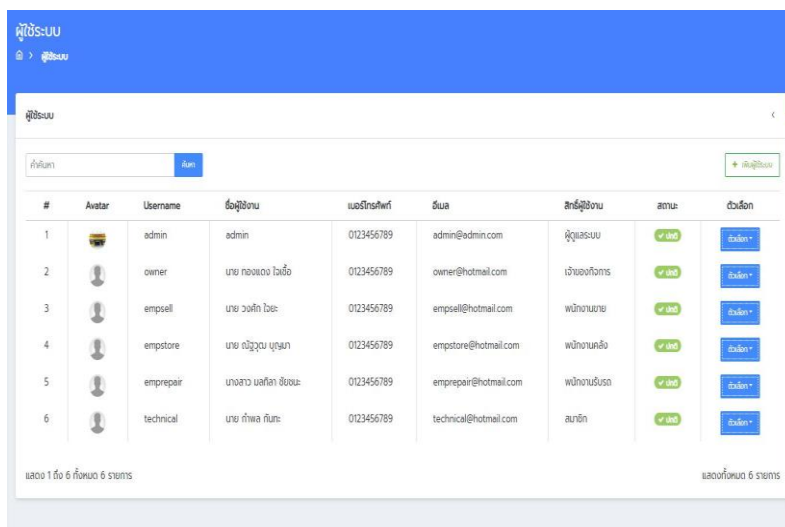 ผู้ใช้ระบบ
> ผู้ใช้ระบบ
ผู้ใช้ระบบ
คำค้นหา ค้นหา + เพิ่มผู้ใช้ระบบ
# Avatar Username ชื่อผู้ใช้งาน เบอร์โทรศัพท์ อีเมล สิทธิ์ผู้ใช้งาน สถานะ ตัวเลือก
1 admin admin 0123456789 admin@admin.com ผู้ดูแลระบบ ปกติ ตัวเลือก
2 owner นาย ทองแดง ใจซื้อ 0123456789 owner@hotmail.com เจ้าของกิจการ ปกติ ตัวเลือก
3 empsell นาย วงศัก ใจยะ 0123456789 empsell@hotmail.com พนักงานขาย ปกติ ตัวเลือก
4 empstore นาย ณัฐวุฒ บุญมา 0123456789 empstore@hotmail.com พนักงานคลัง ปกติ ตัวเลือก
5 emprepair นางสาว มลทิลา ชัยชนะ 0123456789 emprepair@hotmail.com พนักงานรับรถ ปกติ ตัวเลือก
6 technical นาย กำพล กันทะ 0123456789 technical@hotmail.com สมาชิก ปกติ ตัวเลือก
แสดง 1 ถึง 6 ทั้งหมด 6 รายการ แสดงทั้งหมด 6 รายการ